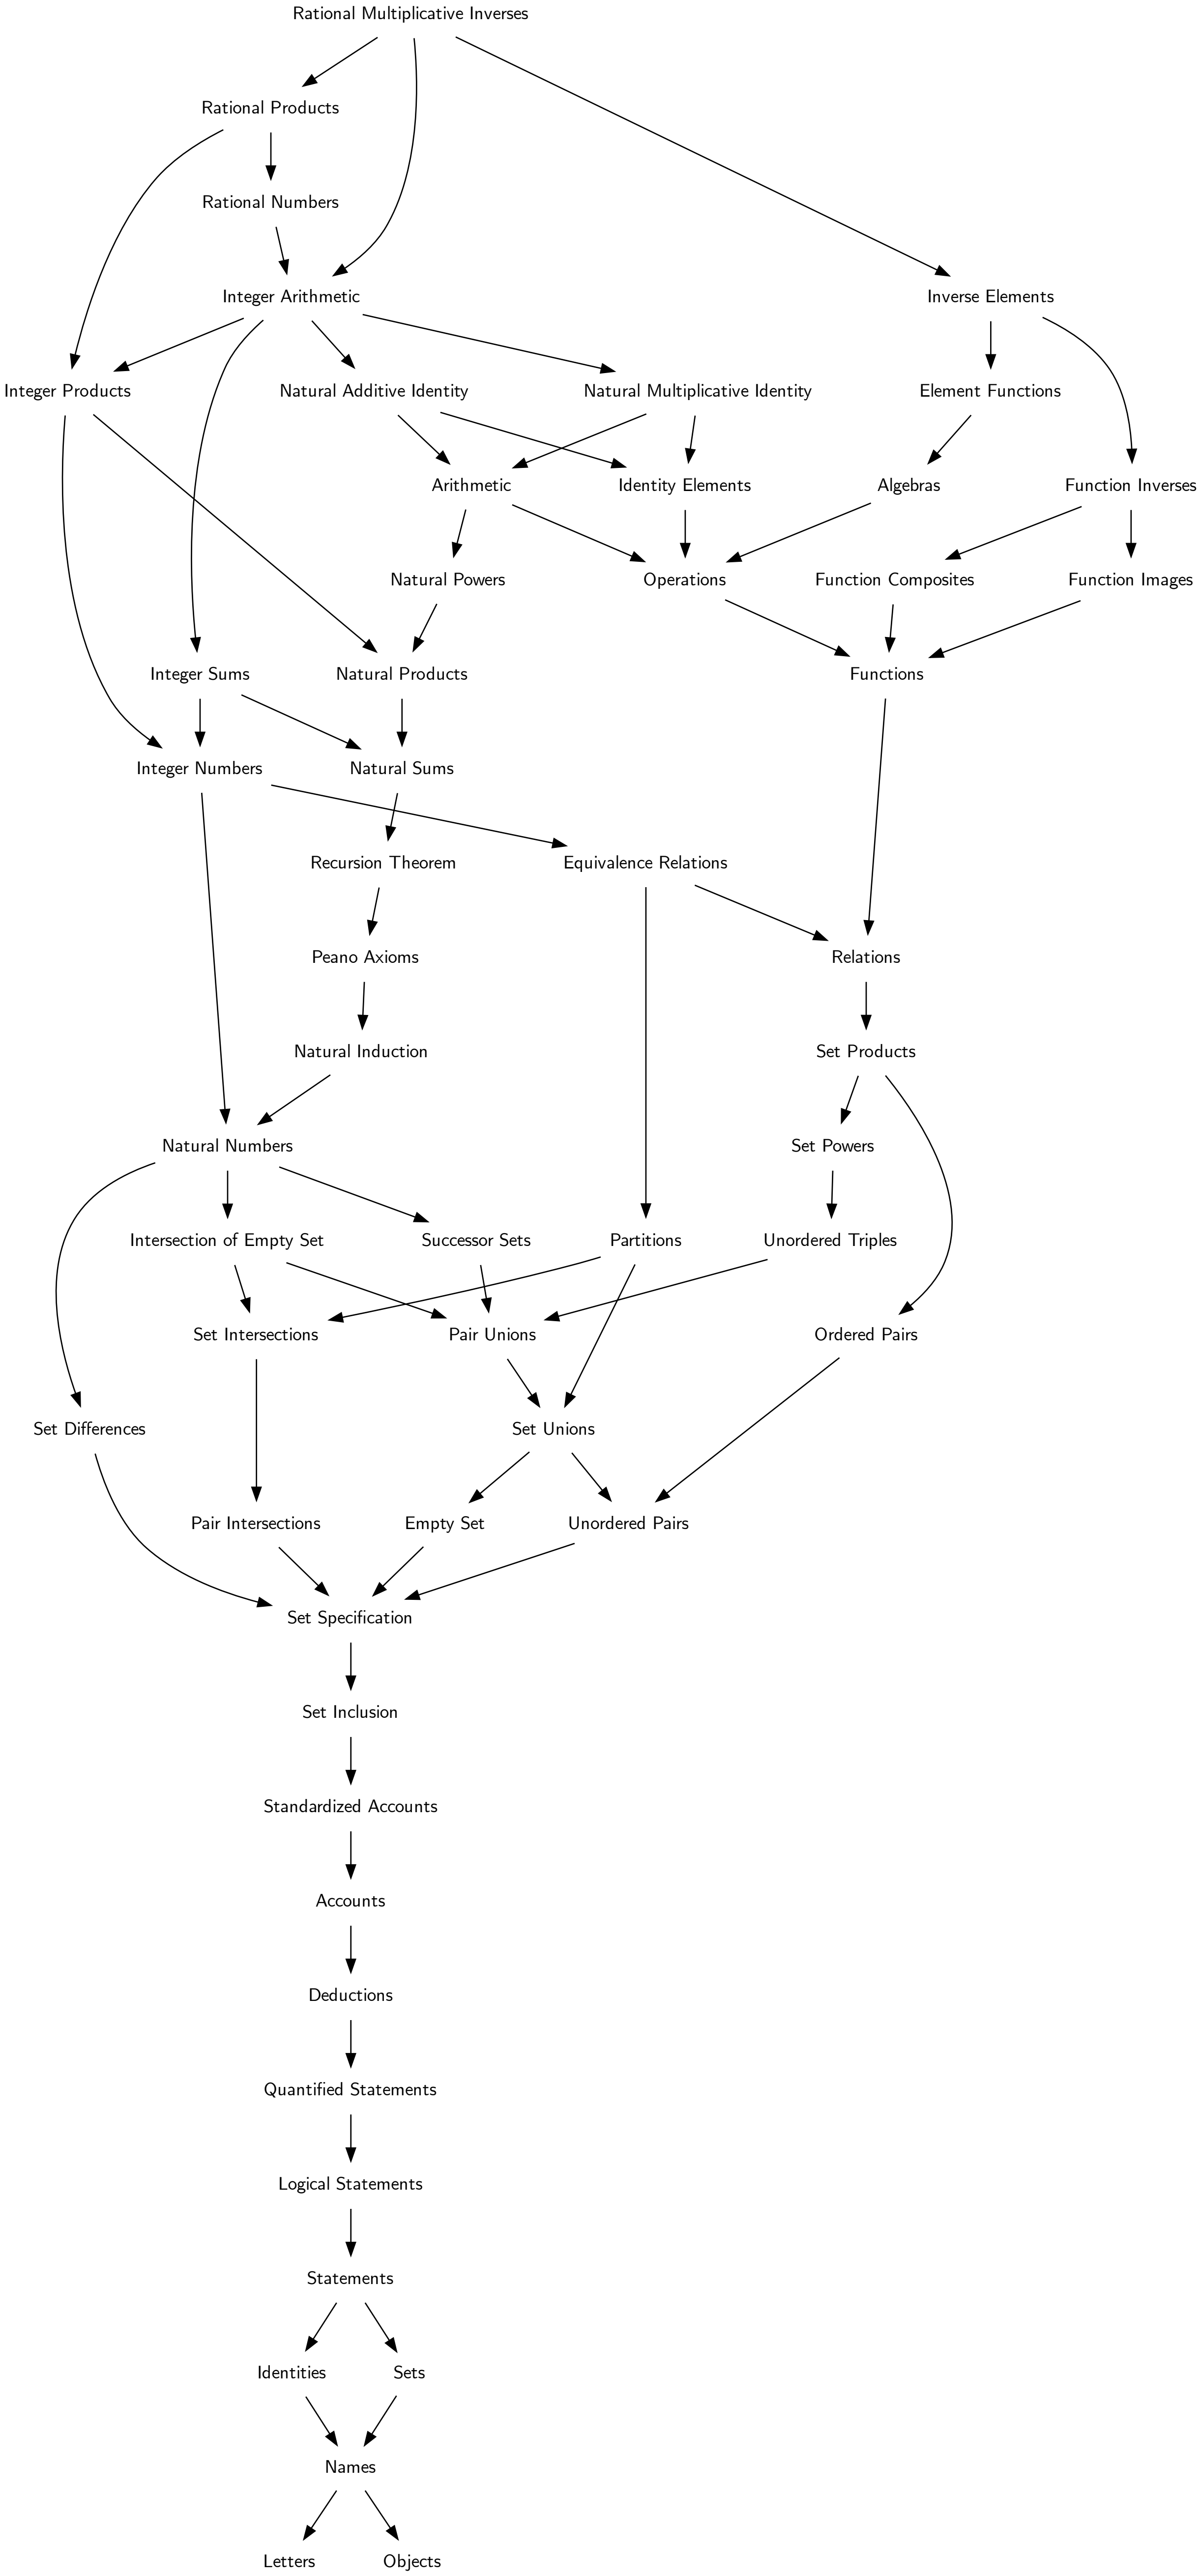 Rational Multiplicative Inverses
Rational Products
Rational Numbers
Integer Arithmetic
Inverse Elements
Integer Products
Natural Additive Identity
Natural Multiplicative Identity
Element Functions
Arithmetic
Identity Elements
Algebras
Function Inverses
Natural Powers
Operations
Function Composites
Function Images
Integer Sums
Natural Products
Functions
Integer Numbers
Natural Sums
Recursion Theorem
Equivalence Relations
Peano Axioms
Relations
Natural Induction
Set Products
Natural Numbers
Set Powers
Intersection of Empty Set
Successor Sets
Partitions
Unordered Triples
Set Intersections
Pair Unions
Ordered Pairs
Set Differences
Set Unions
Pair Intersections
Empty Set
Unordered Pairs
Set Specification
Set Inclusion
Standardized Accounts
Accounts
Deductions
Quantified Statements
Logical Statements
Statements
Identities
Sets
Names
Letters
Objects